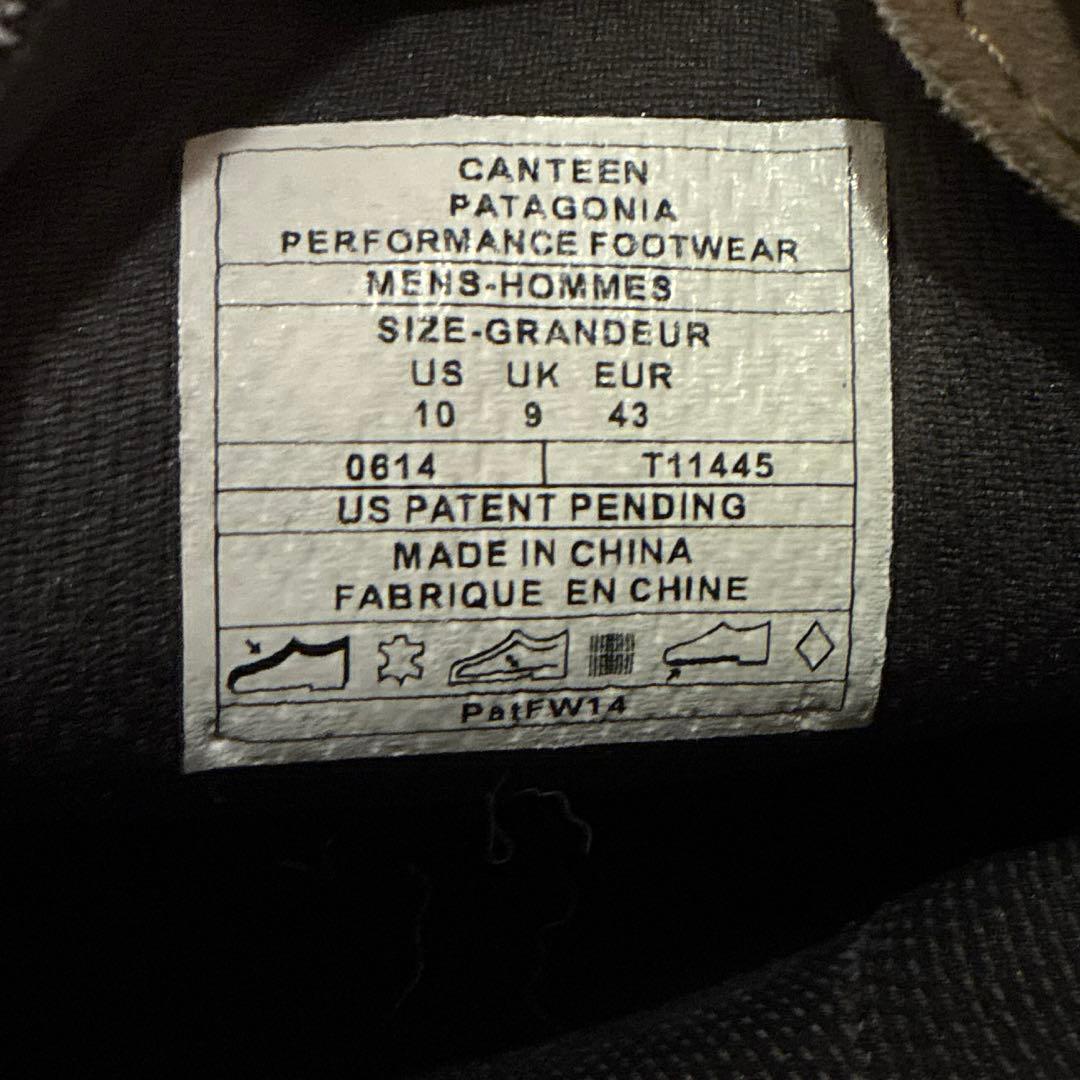 CANTEEN
PATAGONIA
PERFORMANCE FOOTWEAR
MENS-HOMMES
SIZE-GRANDEUR
US UK EUR
10 9 43
0614 T11445
US PATENT PENDING
MADE IN CHINA
FABRIQUE EN CHINE
PatFW14